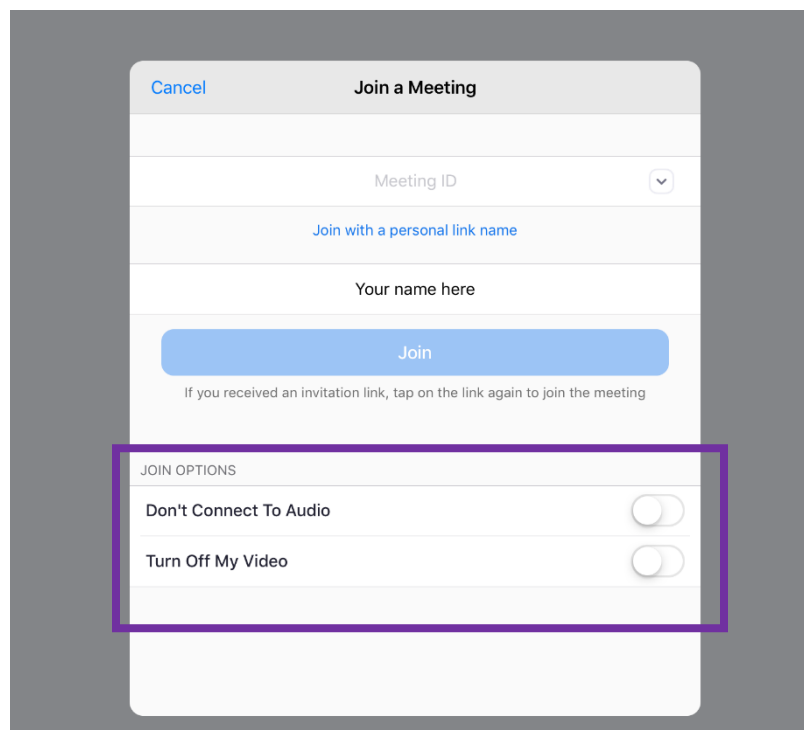 Cancel
Join a Meeting
Meeting ID
Join with a personal link name
Your name here
Join
If you received an invitation link, tap on the link again to join the meeting
JOIN OPTIONS
Don't Connect To Audio
Turn Off My Video